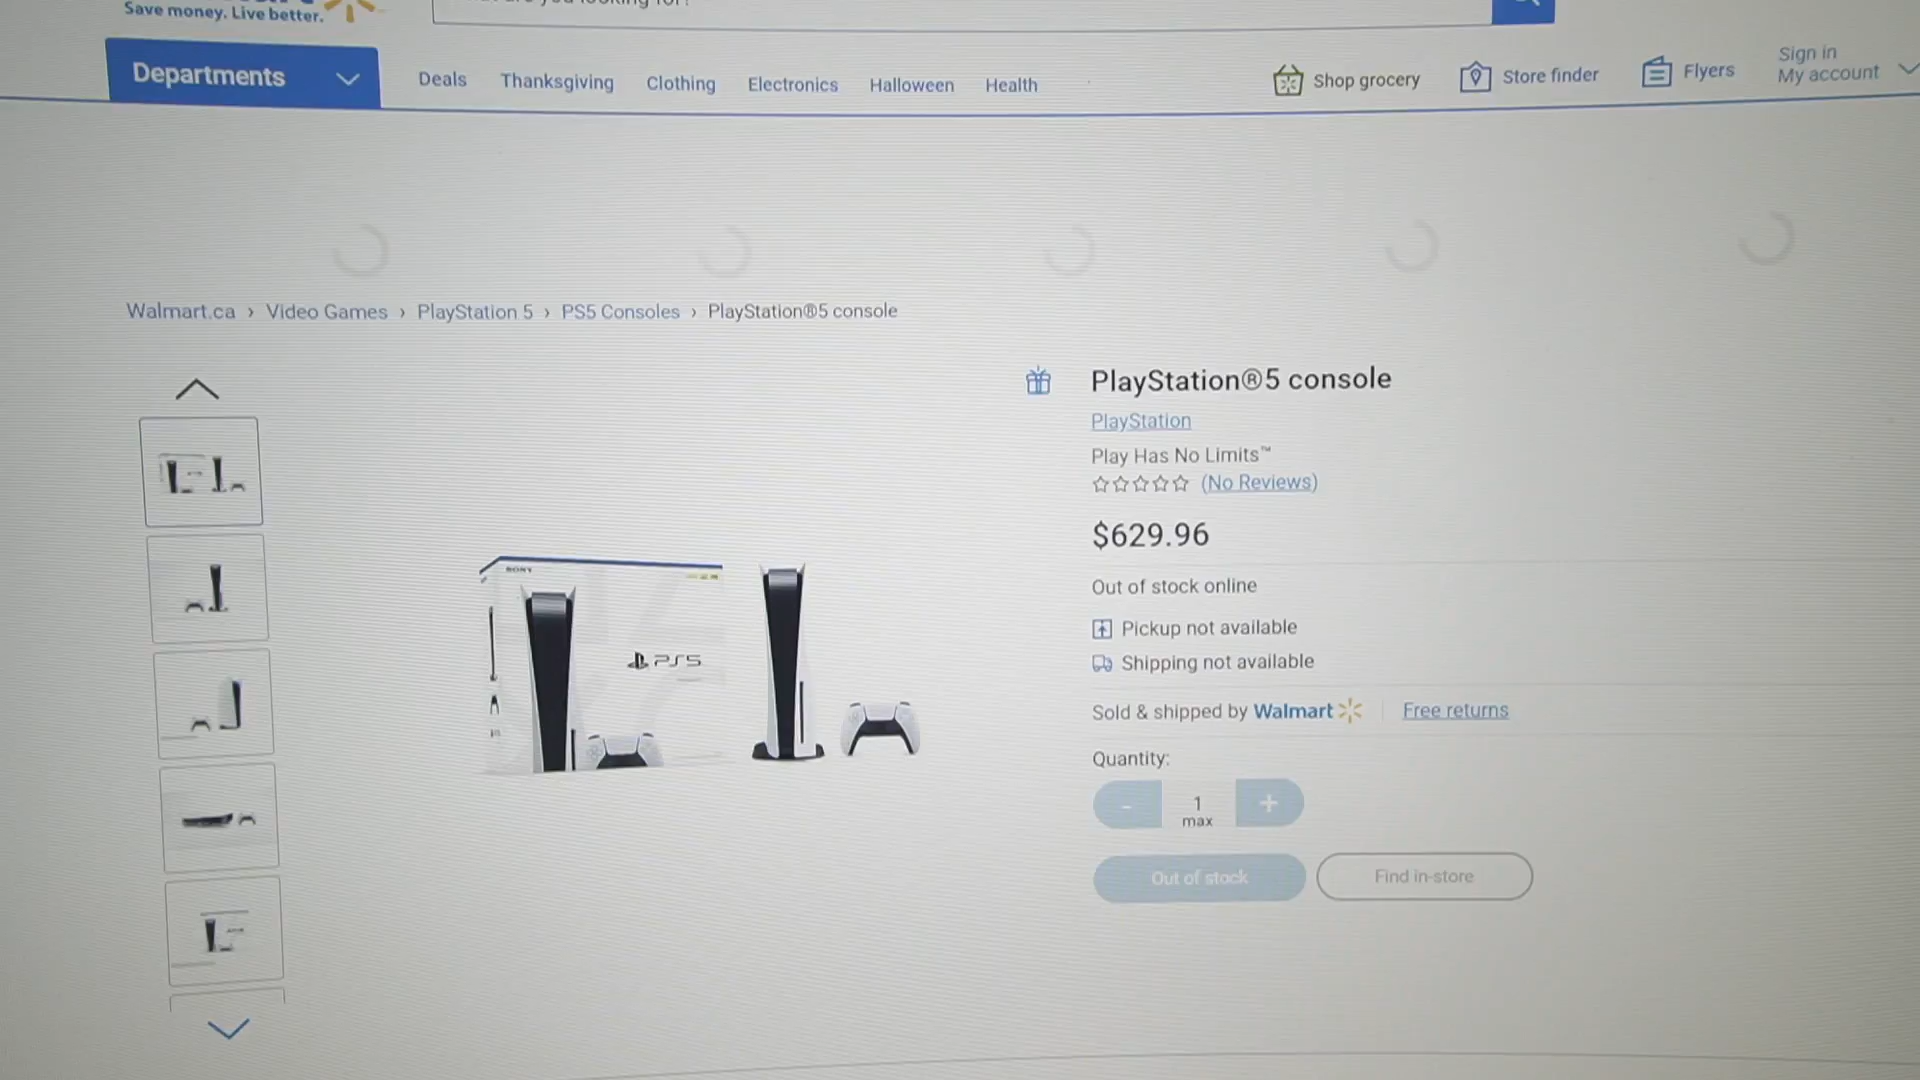 Save money. Live better.
Departments
Deals Thanksgiving Clothing Electronics Halloween Health
Shop grocery
Store finder
Flyers
Sign in
My account
Walmart.ca › Video Games › PlayStation 5 › PS5 Consoles › PlayStation®5 console
PlayStation®5 console
PlayStation
Play Has No Limits™
(No Reviews)
$629.96
Out of stock online
Pickup not available
Shipping not available
Sold & shipped by Walmart
Free returns
Quantity:
- 1 +
max
Out of stock
Find in-store
SONY
PS5